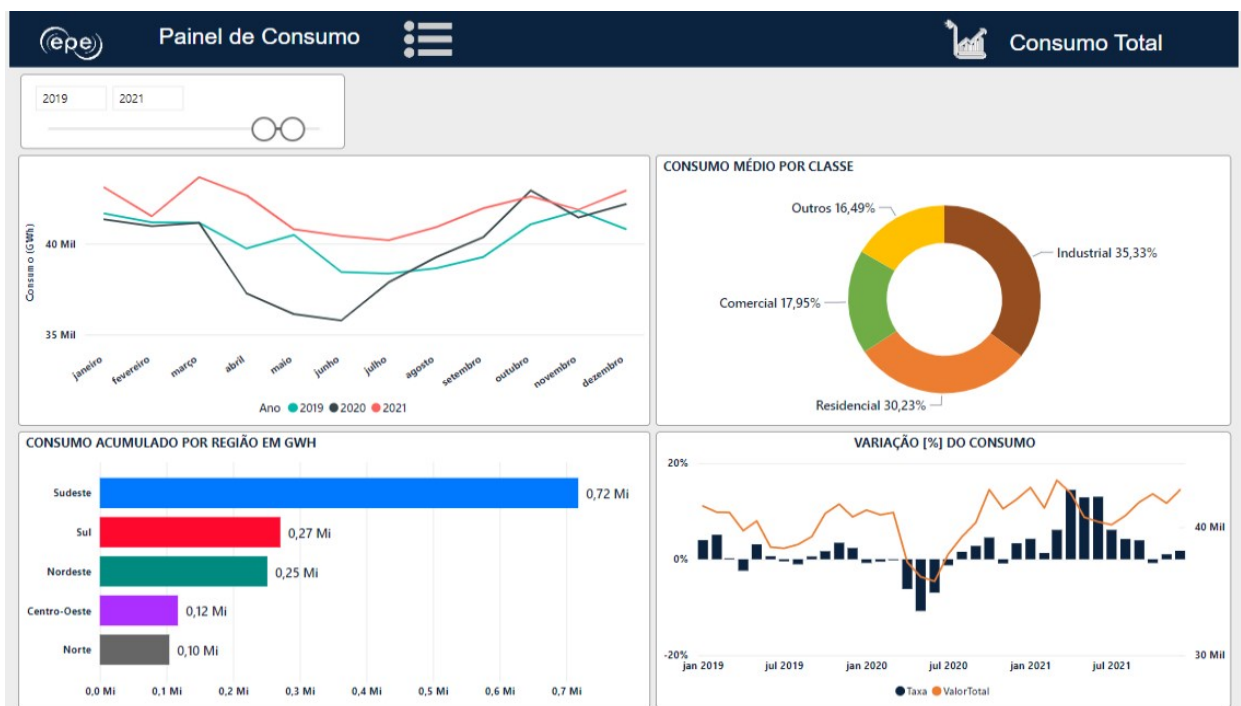 epe
Painel de Consumo
Consumo Total
2019
2021
Consumo (GWh)
40 Mil
35 Mil
janeiro
fevereiro
março
abril
maio
junho
julho
agosto
setembro
outubro
novembro
dezembro
Ano 2019 2020 2021
CONSUMO MÉDIO POR CLASSE
Outros 16,49%
Industrial 35,33%
Comercial 17,95%
Residencial 30,23%
CONSUMO ACUMULADO POR REGIÃO EM GWH
Sudeste
0,72 Mi
Sul
0,27 Mi
Nordeste
0,25 Mi
Centro-Oeste
0,12 Mi
Norte
0,10 Mi
0,0 Mi
0,1 Mi
0,2 Mi
0,3 Mi
0,4 Mi
0,5 Mi
0,6 Mi
0,7 Mi
VARIAÇÃO [%] DO CONSUMO
20%
0%
-20%
40 Mil
30 Mil
jan 2019
jul 2019
jan 2020
jul 2020
jan 2021
jul 2021
Taxa ValorTotal